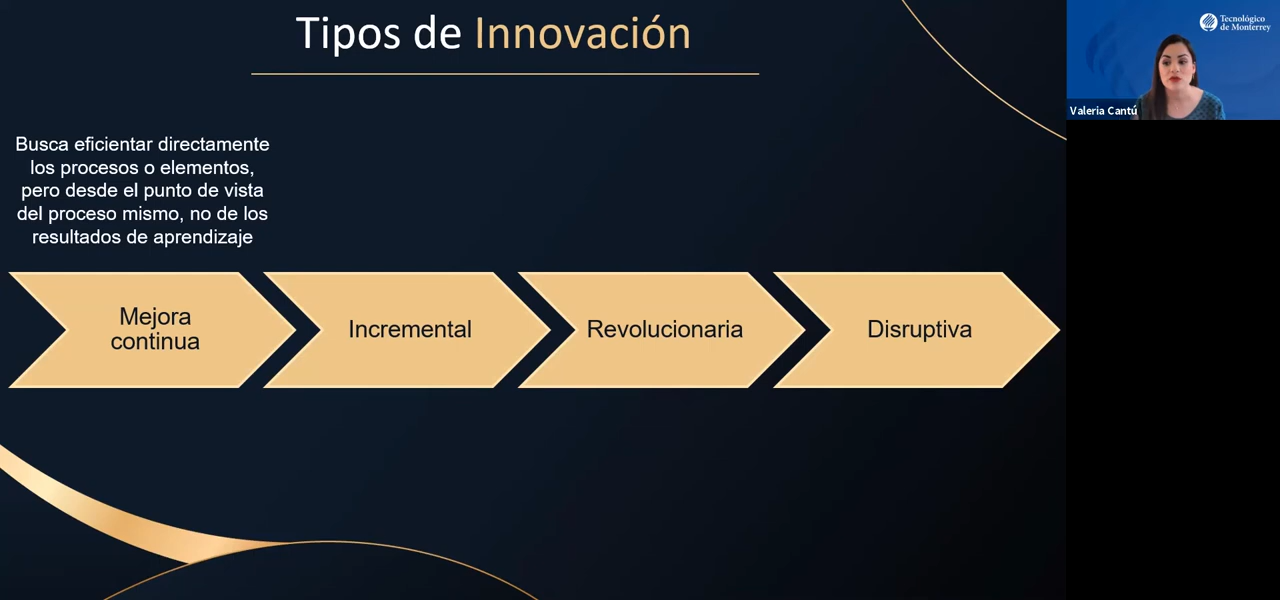 Tipos de Innovación
Tecnológico
de Monterrey
Valeria Cantú
Busca eficientar directamente
los procesos o elementos,
pero desde el punto de vista
del proceso mismo, no de los
resultados de aprendizaje
Mejora
continua
Incremental
Revolucionaria
Disruptiva